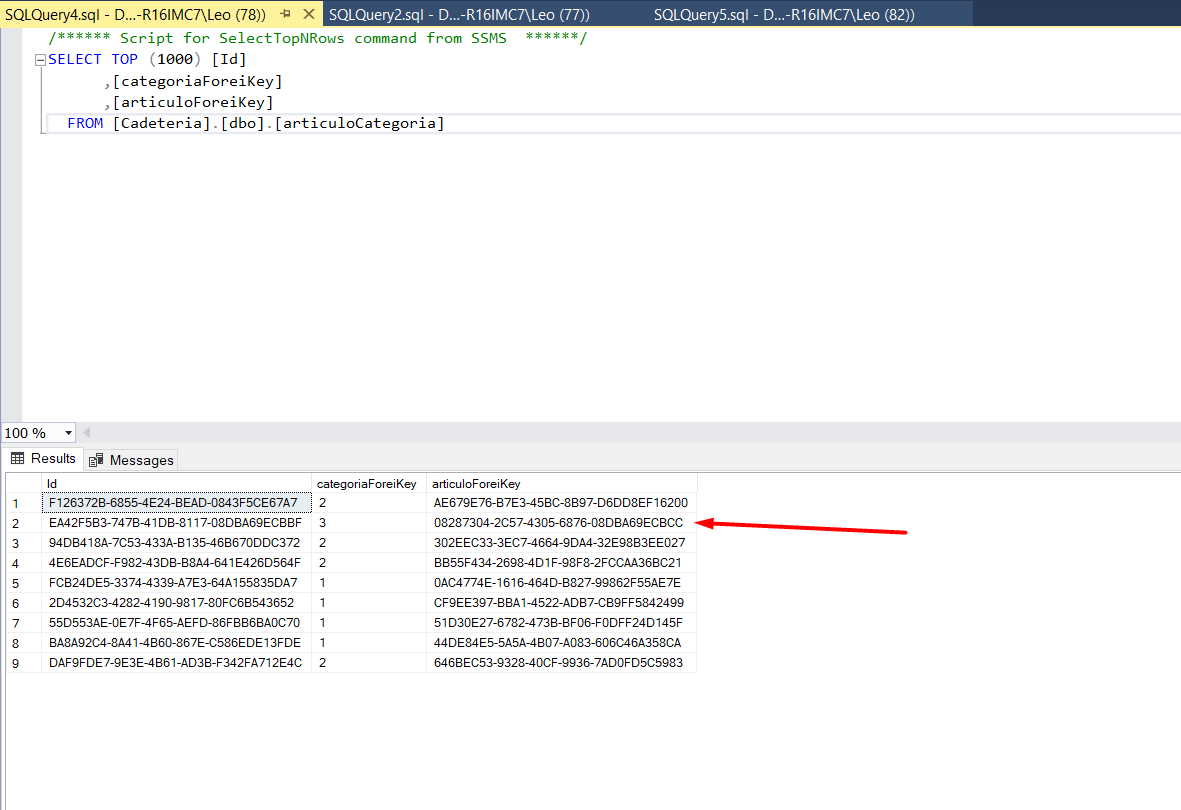 SQLQuery4.sql - D...-R16IMC7\Leo (78)) SQLQuery2.sql - D...-R16IMC7\Leo (77)) SQLQuery5.sql - D...-R16IMC7\Leo (82))
/****** Script for SelectTopNRows command from SSMS ******/
SELECT TOP (1000) [Id]
,[categoriaForeiKey]
,[articuloForeiKey]
FROM [Cadeteria].[dbo].[articuloCategoria]
100 %
Results Messages
Id categoriaForeiKey articuloForeiKey
1 F126372B-6855-4E24-BEAD-0843F5CE67A7 2 AE679E76-B7E3-45BC-8B97-D6DD8EF16200
2 EA42F5B3-747B-41DB-8117-08DBA69ECBBF 3 08287304-2C57-4305-6876-08DBA69ECBCC
3 94DB418A-7C53-433A-B135-46B670DDC372 2 302EEC33-3EC7-4664-9DA4-32E98B3EE027
4 4E6EADCF-F982-43DB-B8A4-641E426D564F 2 BB55F434-2698-4D1F-98F8-2FCCAA36BC21
5 FCB24DE5-3374-4339-A7E3-64A155835DA7 1 0AC4774E-1616-464D-B827-99862F55AE7E
6 2D4532C3-4282-4190-9817-80FC6B543652 1 CF9EE397-BBA1-4522-ADB7-CB9FF5842499
7 55D553AE-0E7F-4F65-AEFD-86FBB6BA0C70 1 51D30E27-6782-473B-BF06-F0DFF24D145F
8 BA8A92C4-8A41-4B60-867E-C586EDE13FDE 1 44DE84E5-5A5A-4B07-A083-606C46A358CA
9 DAF9FDE7-9E3E-4B61-AD3B-F342FA712E4C 2 646BEC53-9328-40CF-9936-7AD0FD5C5983